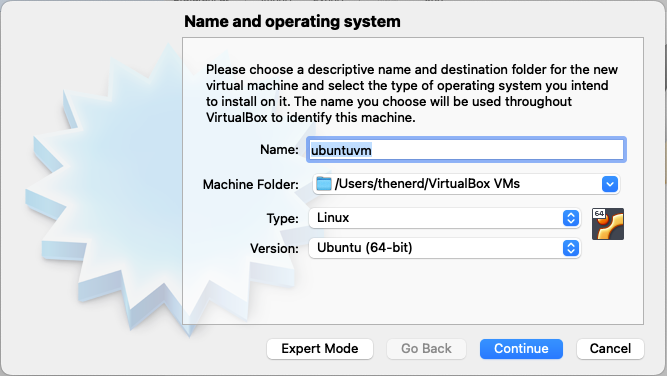 Name and operating system
Please choose a descriptive name and destination folder for the new
virtual machine and select the type of operating system you intend
to install on it. The name you choose will be used throughout
VirtualBox to identify this machine.
Name: ubuntuvm
Machine Folder: /Users/thenerd/VirtualBox VMs
Type: Linux
64
Version: Ubuntu (64-bit)
Expert Mode Go Back Continue Cancel